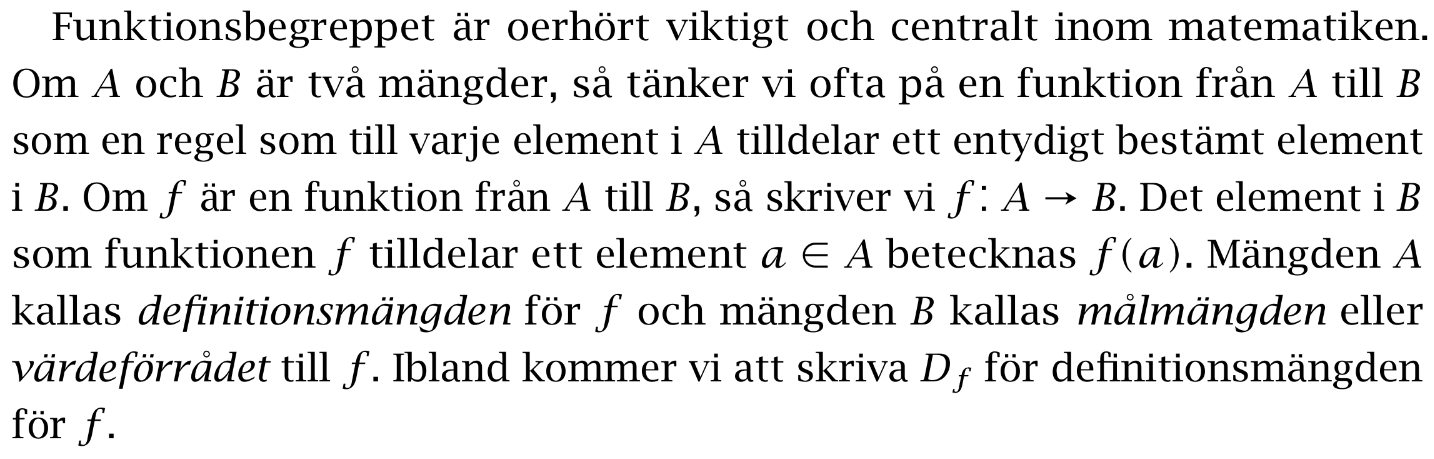 Funktionsbegreppet är oerhört viktigt och centralt inom matematiken.
Om A och B är två mängder, så tänker vi ofta på en funktion från A till B
som en regel som till varje element i A tilldelar ett entydigt bestämt element
i B. Om f är en funktion från A till B, så skriver vi f : A → B. Det element i B
som funktionen f tilldelar ett element a ∈ A betecknas f(a). Mängden A
kallas definitionsmängden för f och mängden B kallas målmängden eller
värdeförrådet till f. Ibland kommer vi att skriva D_f för definitionsmängden
för f.